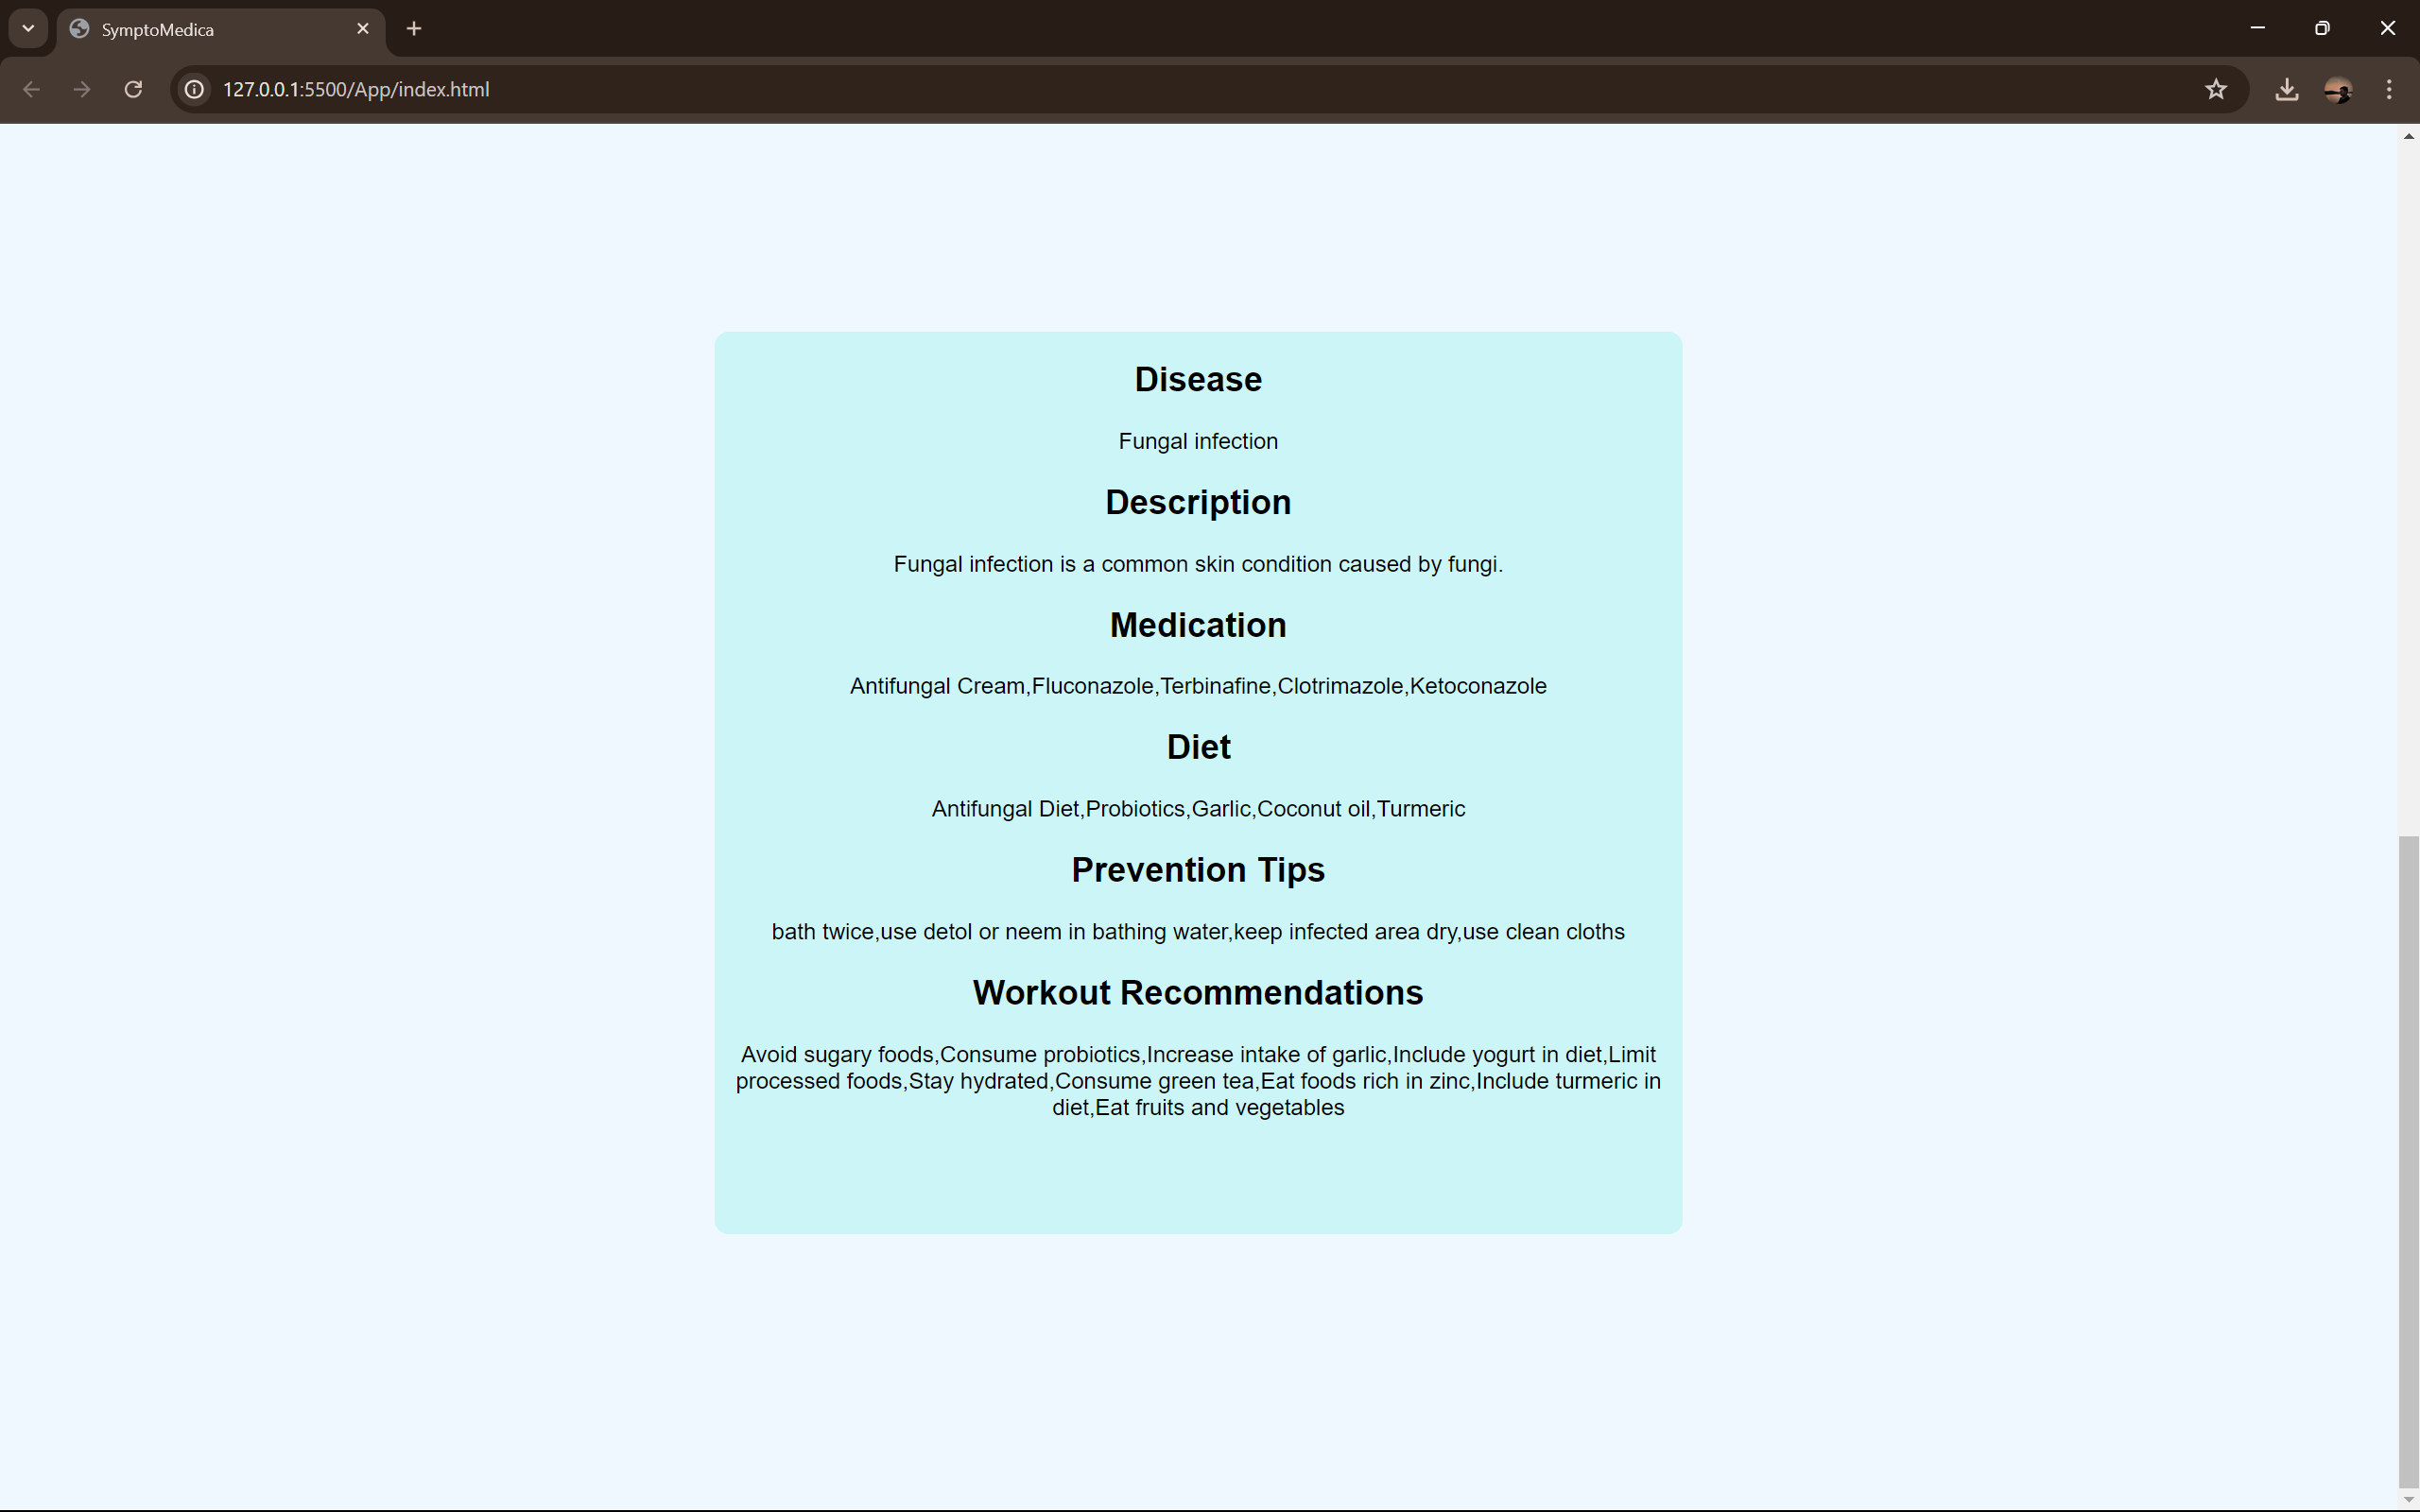 SymptoMedica
127.0.0.1:5500/App/index.html
Disease
Fungal infection
Description
Fungal infection is a common skin condition caused by fungi.
Medication
Antifungal Cream,Fluconazole,Terbinafine,Clotrimazole,Ketoconazole
Diet
Antifungal Diet,Probiotics,Garlic,Coconut oil,Turmeric
Prevention Tips
bath twice,use detol or neem in bathing water,keep infected area dry,use clean cloths
Workout Recommendations
Avoid sugary foods,Consume probiotics,Increase intake of garlic,Include yogurt in diet,Limit
processed foods,Stay hydrated,Consume green tea,Eat foods rich in zinc,Include turmeric in
diet,Eat fruits and vegetables